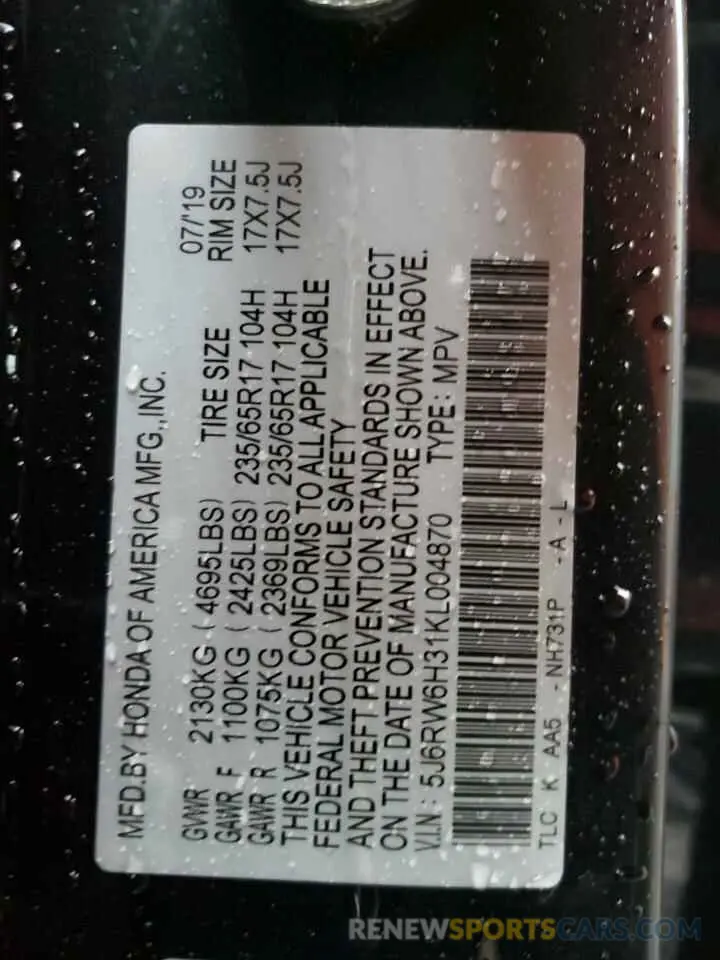 MFD.BY HONDA OF AMERICA MFG.,INC. 07/'19
GVWR 2130KG ( 4695LBS) TIRE SIZE RIM SIZE
GAWR F 1100KG ( 2425LBS) 235/65R17 104H 17X7.5J
GAWR R 1075KG ( 2369LBS) 235/65R17 104H 17X7.5J
THIS VEHICLE CONFORMS TO ALL APPLICABLE
FEDERAL MOTOR VEHICLE SAFETY
AND THEFT PREVENTION STANDARDS IN EFFECT
ON THE DATE OF MANUFACTURE SHOWN ABOVE.
V.I.N.: 5J6RW6H31KL004870 TYPE: MPV
TLC K AA5 - NH731P - A - L
RENEWSPORTSCARS.COM